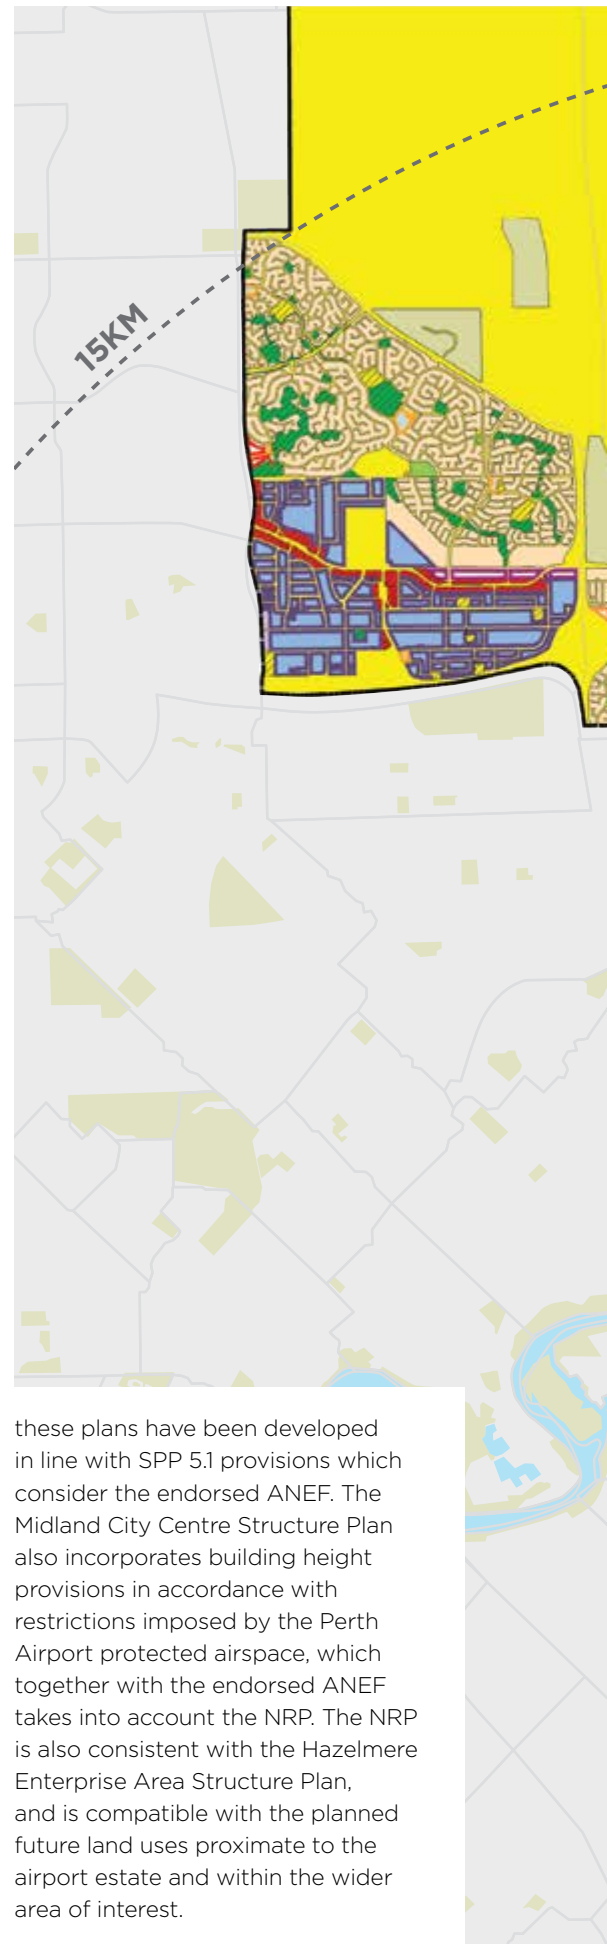 15KM
these plans have been developed
in line with SPP 5.1 provisions which
consider the endorsed ANEF. The
Midland City Centre Structure Plan
also incorporates building height
provisions in accordance with
restrictions imposed by the Perth
Airport protected airspace, which
together with the endorsed ANEF
takes into account the NRP. The NRP
is also consistent with the Hazelmere
Enterprise Area Structure Plan,
and is compatible with the planned
future land uses proximate to the
airport estate and within the wider
area of interest.